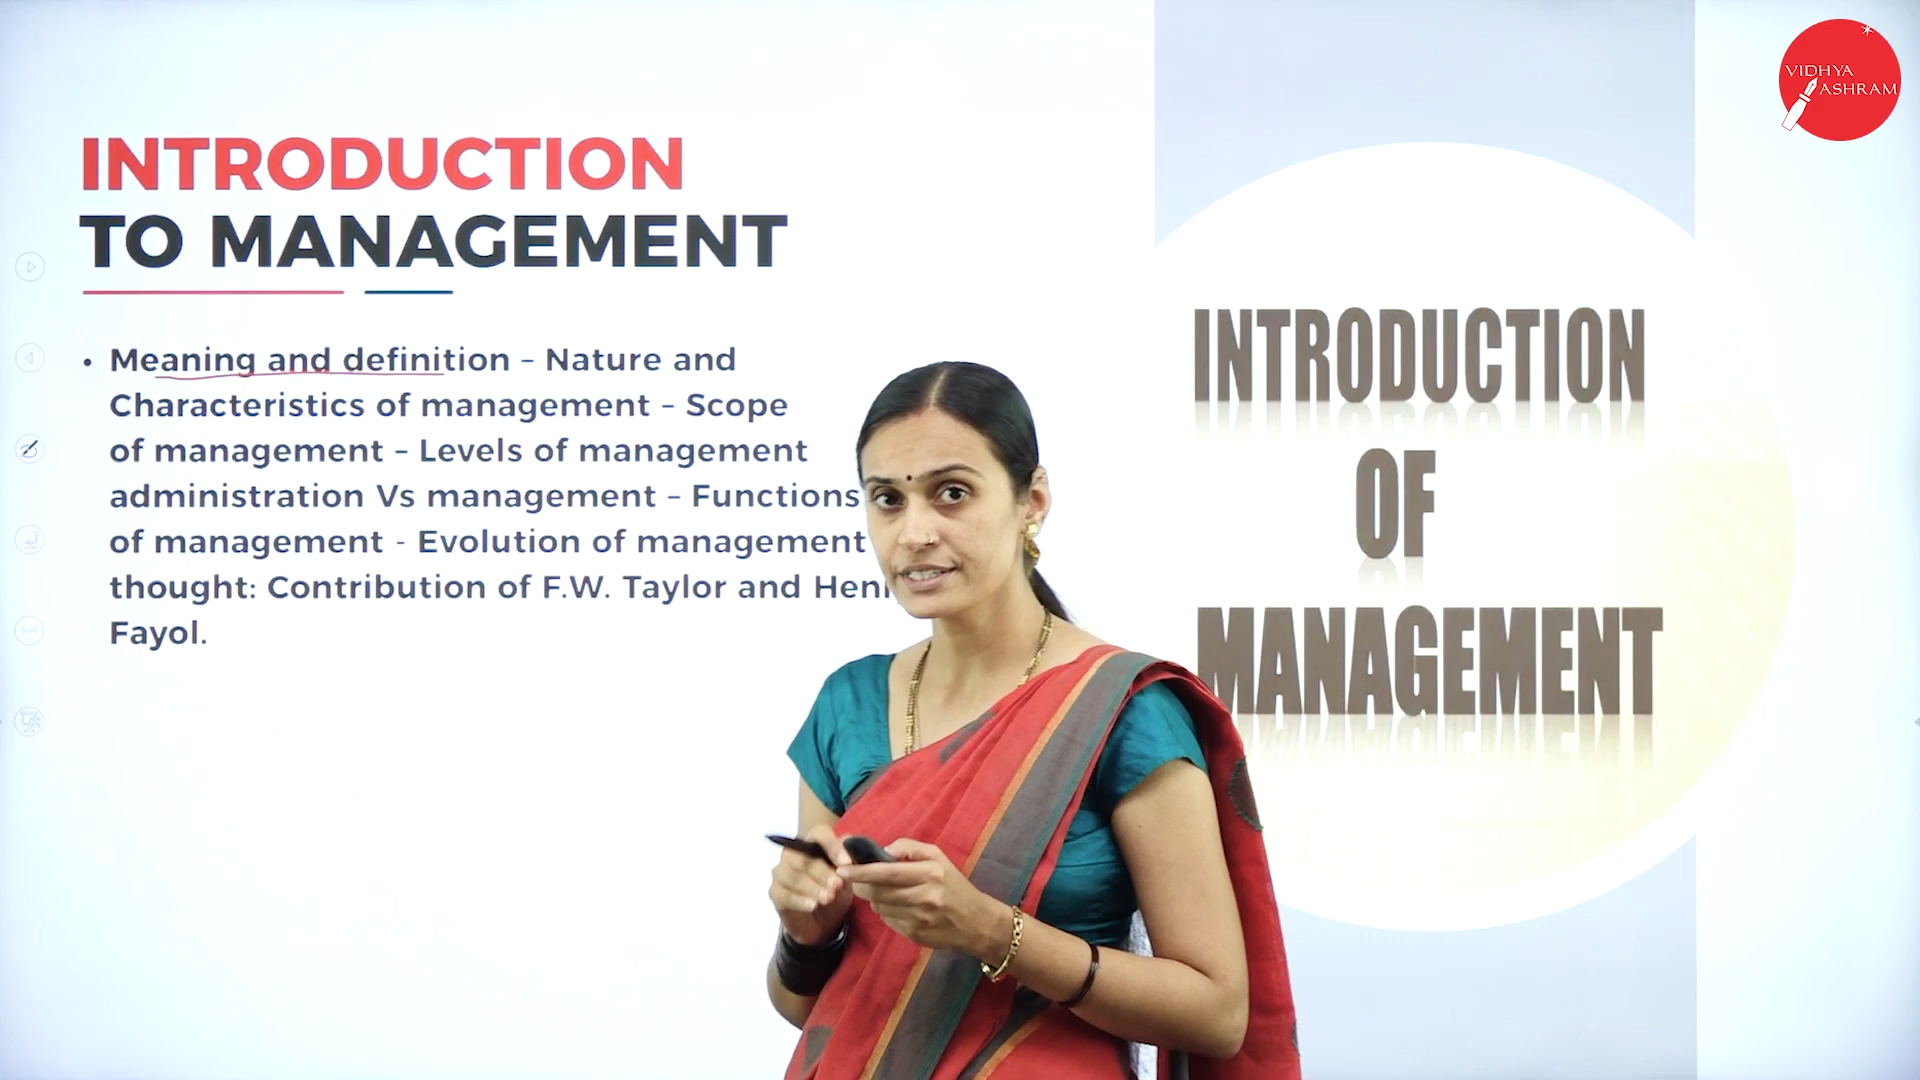 VIDHYA
ASHRAM
INTRODUCTION
TO MANAGEMENT
• Meaning and definition – Nature and
Characteristics of management – Scope
of management – Levels of management
administration Vs management – Functions
of management - Evolution of management
thought: Contribution of F.W. Taylor and
Fayol.
INTRODUCTION
OF
MANAGEMENT